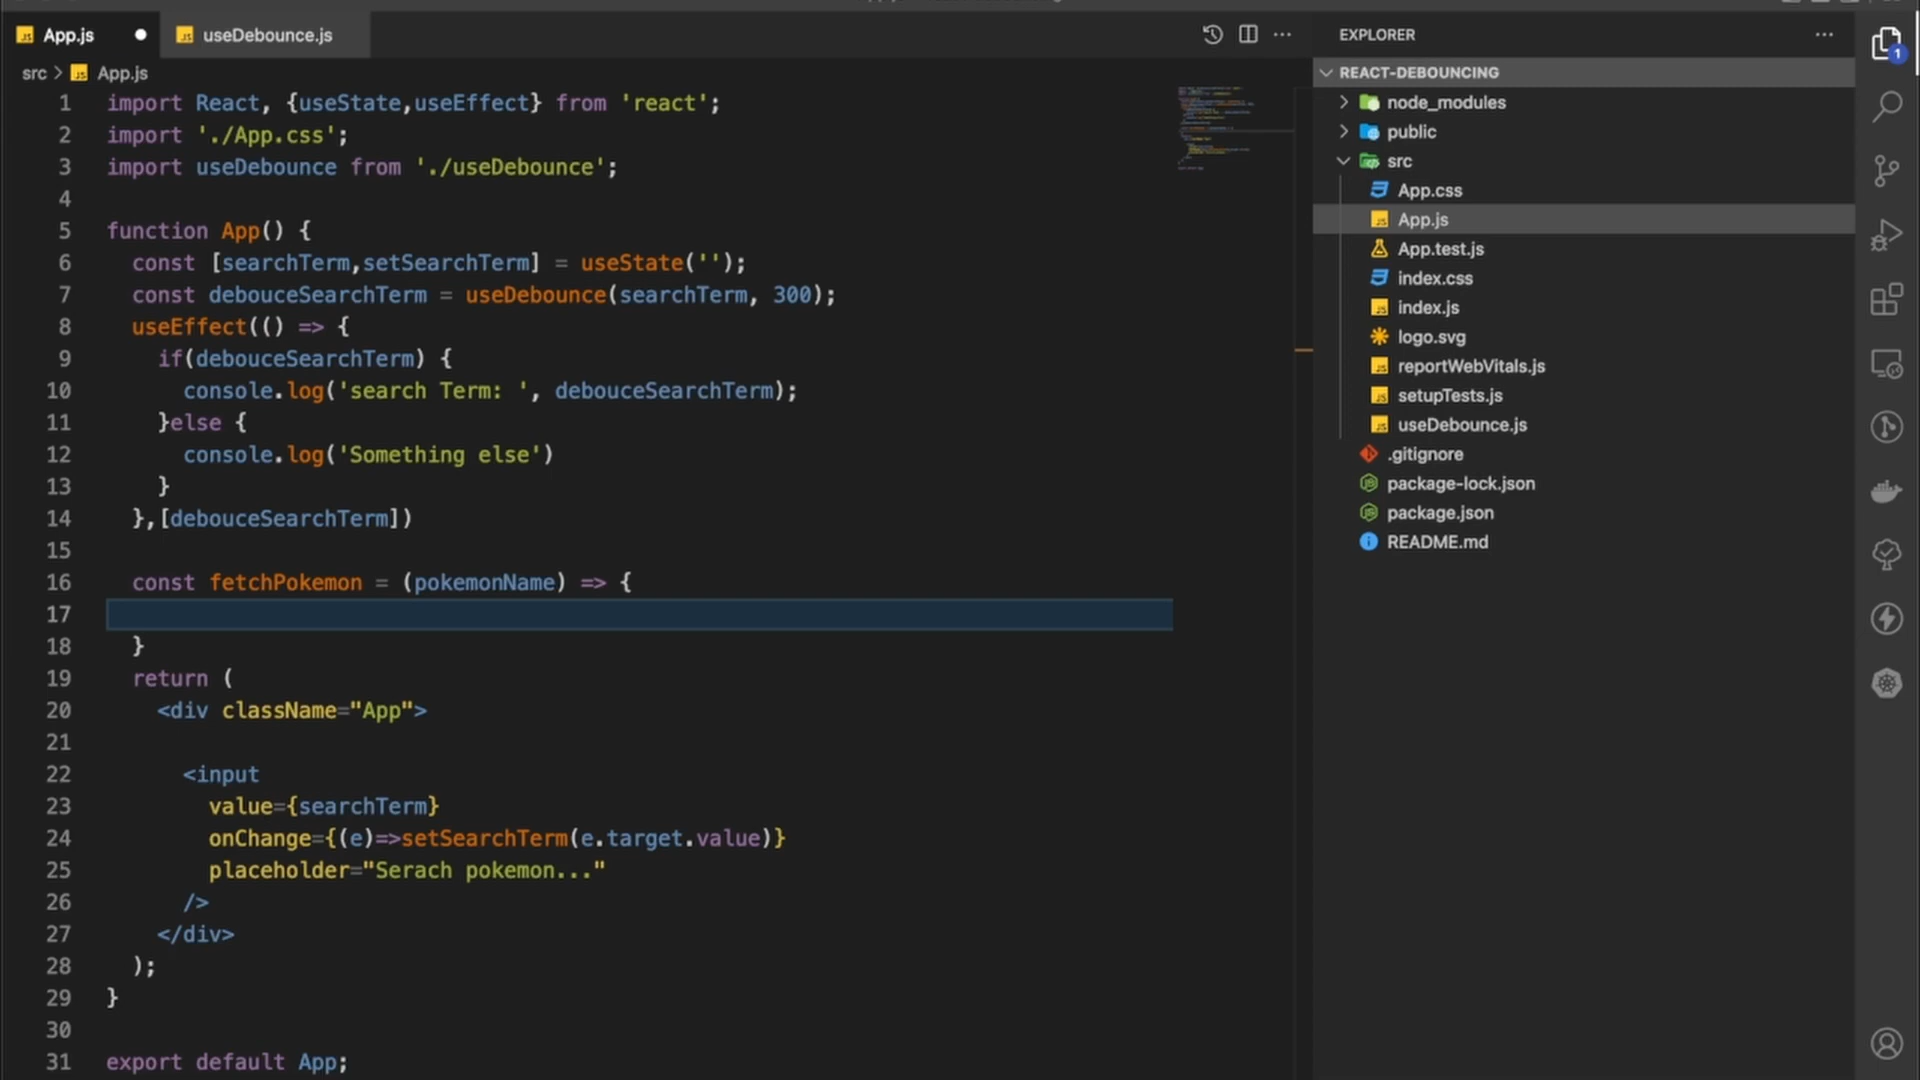 App.js
useDebounce.js
src > App.js
1 import React, {useState,useEffect} from 'react';
2 import './App.css';
3 import useDebounce from './useDebounce';
4
5 function App() {
6 const [searchTerm,setSearchTerm] = useState('');
7 const debouceSearchTerm = useDebounce(searchTerm, 300);
8 useEffect(() => {
9 if(debouceSearchTerm) {
10 console.log('search Term: ', debouceSearchTerm);
11 }else {
12 console.log('Something else')
13 }
14 },[debouceSearchTerm])
15
16 const fetchPokemon = (pokemonName) => {
17
18 }
19 return (
20 <div className="App">
21
22 <input
23 value={searchTerm}
24 onChange={(e)=>setSearchTerm(e.target.value)}
25 placeholder="Serach pokemon..."
26 />
27 </div>
28 );
29 }
30
31 export default App;
EXPLORER
REACT-DEBOUNCING
node_modules
public
src
App.css
App.js
App.test.js
index.css
index.js
logo.svg
reportWebVitals.js
setupTests.js
useDebounce.js
.gitignore
package-lock.json
package.json
README.md
1